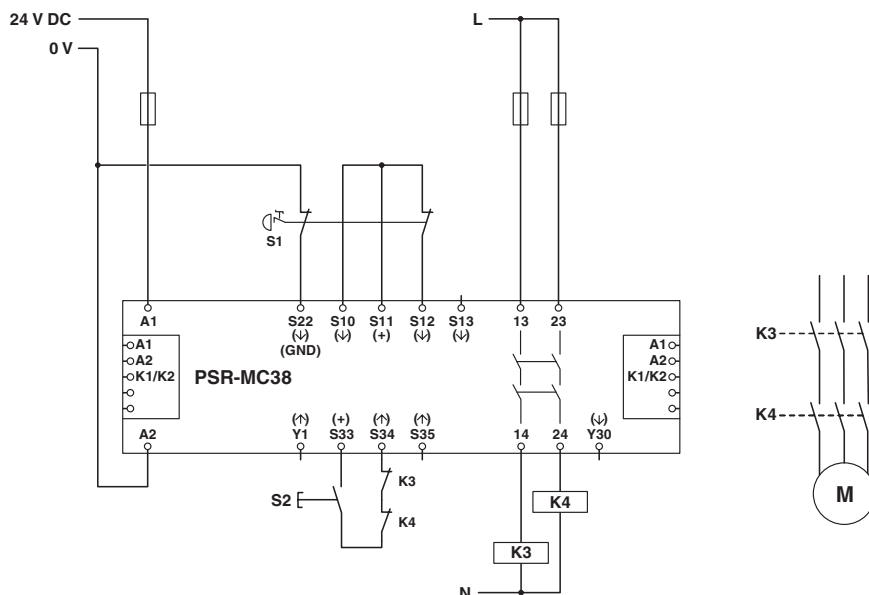 24 V DC
0 V
L
S1
A1 S22 S10 S11 S12 S13 13 23
(↓) (↓) (+) (↓) (↓)
(GND)
A1
A2
K1/K2
PSR-MC38
A1
A2
K1/K2
(↑) (+) (↑) (↑) (↓)
A2 Y1 S33 S34 S35 14 24 Y30
S2
K3
K4
K4
K3
N
K3
K4
M